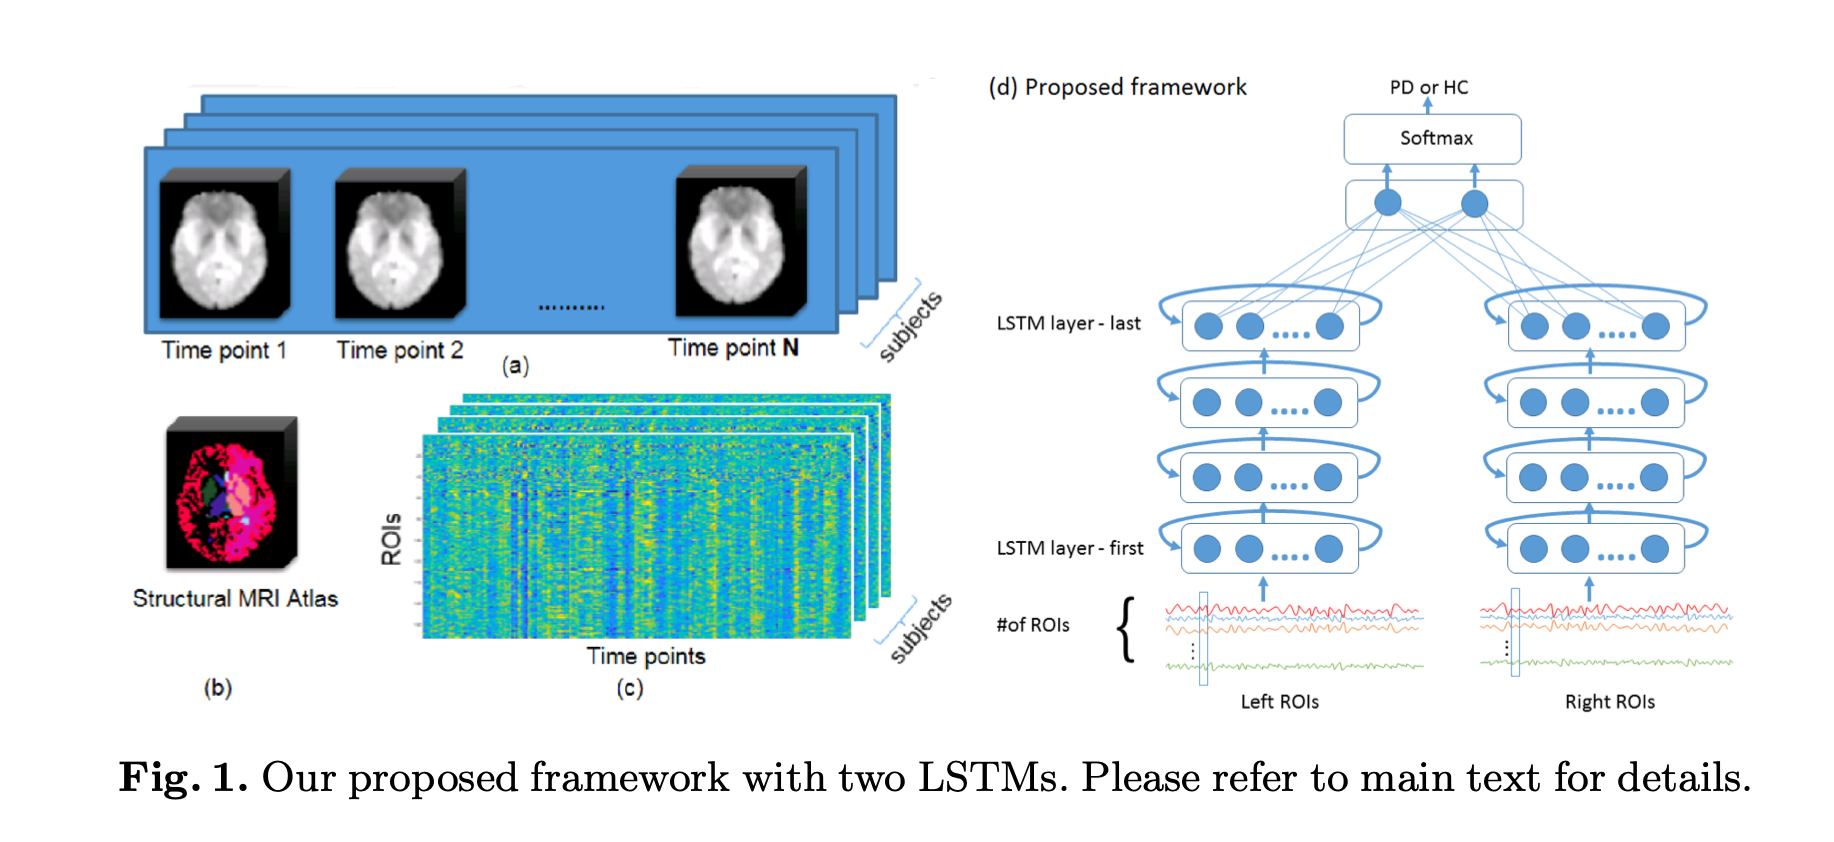 Time point 1
Time point 2
..........
Time point N
subjects
(a)
Structural MRI Atlas
(b)
ROIs
Time points
subjects
(c)
(d) Proposed framework
PD or HC
Softmax
LSTM layer - last
....
....
....
....
....
....
LSTM layer - first
....
....
#of ROIs
Left ROIs
Right ROIs
Fig. 1. Our proposed framework with two LSTMs. Please refer to main text for details.